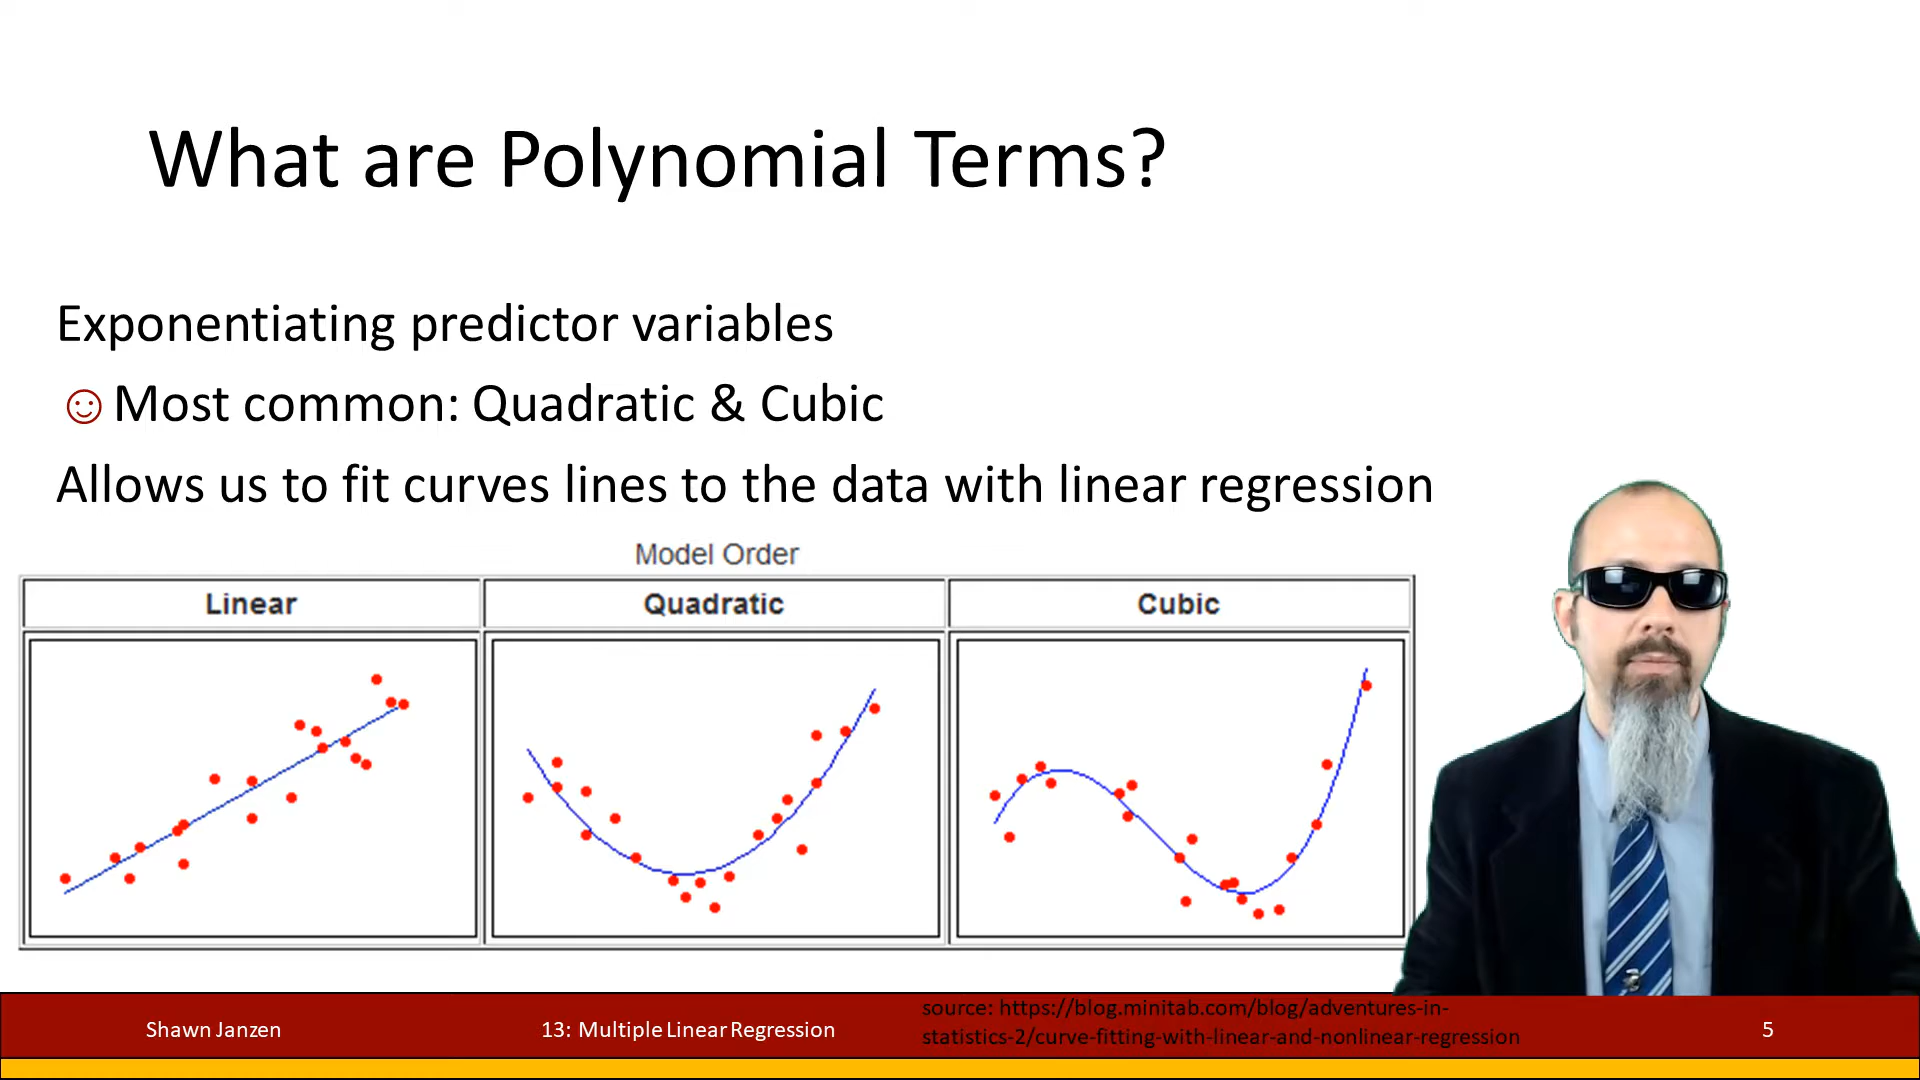 What are Polynomial Terms?
Exponentiating predictor variables
Most common: Quadratic & Cubic
Allows us to fit curves lines to the data with linear regression
Model Order
Linear Quadratic Cubic
source: https://blog.minitab.com/blog/adventures-in-
statistics-2/curve-fitting-with-linear-and-nonlinear-regression
Shawn Janzen 13: Multiple Linear Regression 5